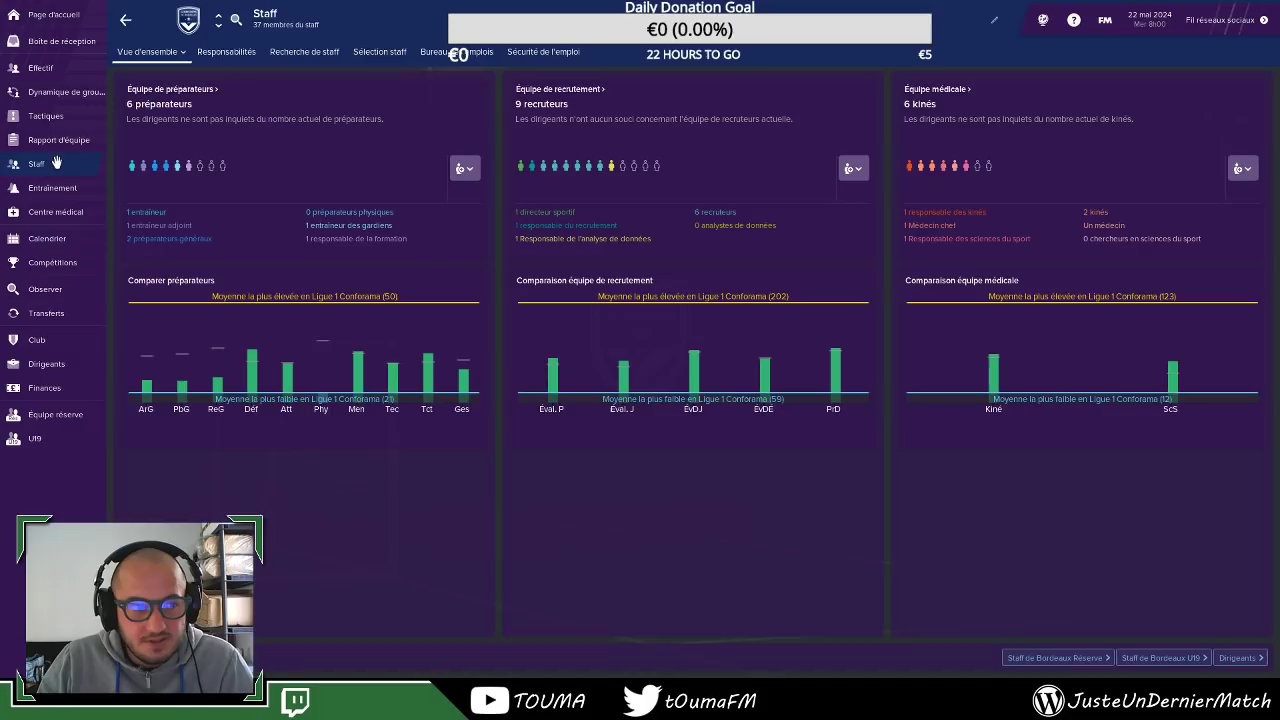 Page d'accueil
Boîte de réception
Effectif
Dynamique de grou...
Tactiques
Rapport d'équipe
Staff
Entraînement
Centre médical
Calendrier
Compétitions
Observer
Transferts
Club
Dirigeants
Finances
Équipe réserve
U19
Staff
37 membres du staff
Daily Donation Goal
€0 (0.00%)
€0
22 HOURS TO GO
€5
FM
22 mai 2024
Mer 8h00
Fil réseaux sociaux
Vue d'ensemble
Responsabilités
Recherche de staff
Sélection staff
Sécurité de l'emploi
Équipe de préparateurs >
6 préparateurs
Les dirigeants ne sont pas inquiets du nombre actuel de préparateurs.
1 entraîneur
0 préparateurs physiques
1 entraîneur adjoint
1 entraîneur des gardiens
2 préparateurs généraux
1 responsable de la formation
Comparer préparateurs
Moyenne la plus élevée en Ligue 1 Conforama (50)
Moyenne la plus faible en Ligue 1 Conforama (21)
ArG PbG ReG Déf Att Phy Men Tec Tct Ges
Équipe de recrutement >
9 recruteurs
Les dirigeants n'ont aucun souci concernant l'équipe de recruteurs actuelle.
1 directeur sportif
6 recruteurs
1 responsable du recrutement
0 analystes de données
1 Responsable de l'analyse de données
Comparaison équipe de recrutement
Moyenne la plus élevée en Ligue 1 Conforama (202)
Moyenne la plus faible en Ligue 1 Conforama (59)
Éval. P Éval. J ÉvDJ ÉvDÉ PrD
Équipe médicale >
6 kinés
Les dirigeants ne sont pas inquiets du nombre actuel de kinés.
1 responsable des kinés
2 kinés
1 Médecin chef
Un médecin
1 Responsable des sciences du sport
0 chercheurs en sciences du sport
Comparaison équipe médicale
Moyenne la plus élevée en Ligue 1 Conforama (123)
Moyenne la plus faible en Ligue 1 Conforama (12)
Kiné ScS
Staff de Bordeaux Réserve >
Staff de Bordeaux U19 >
Dirigeants >
TOUMA
tOumaFM
JusteUnDernierMatch